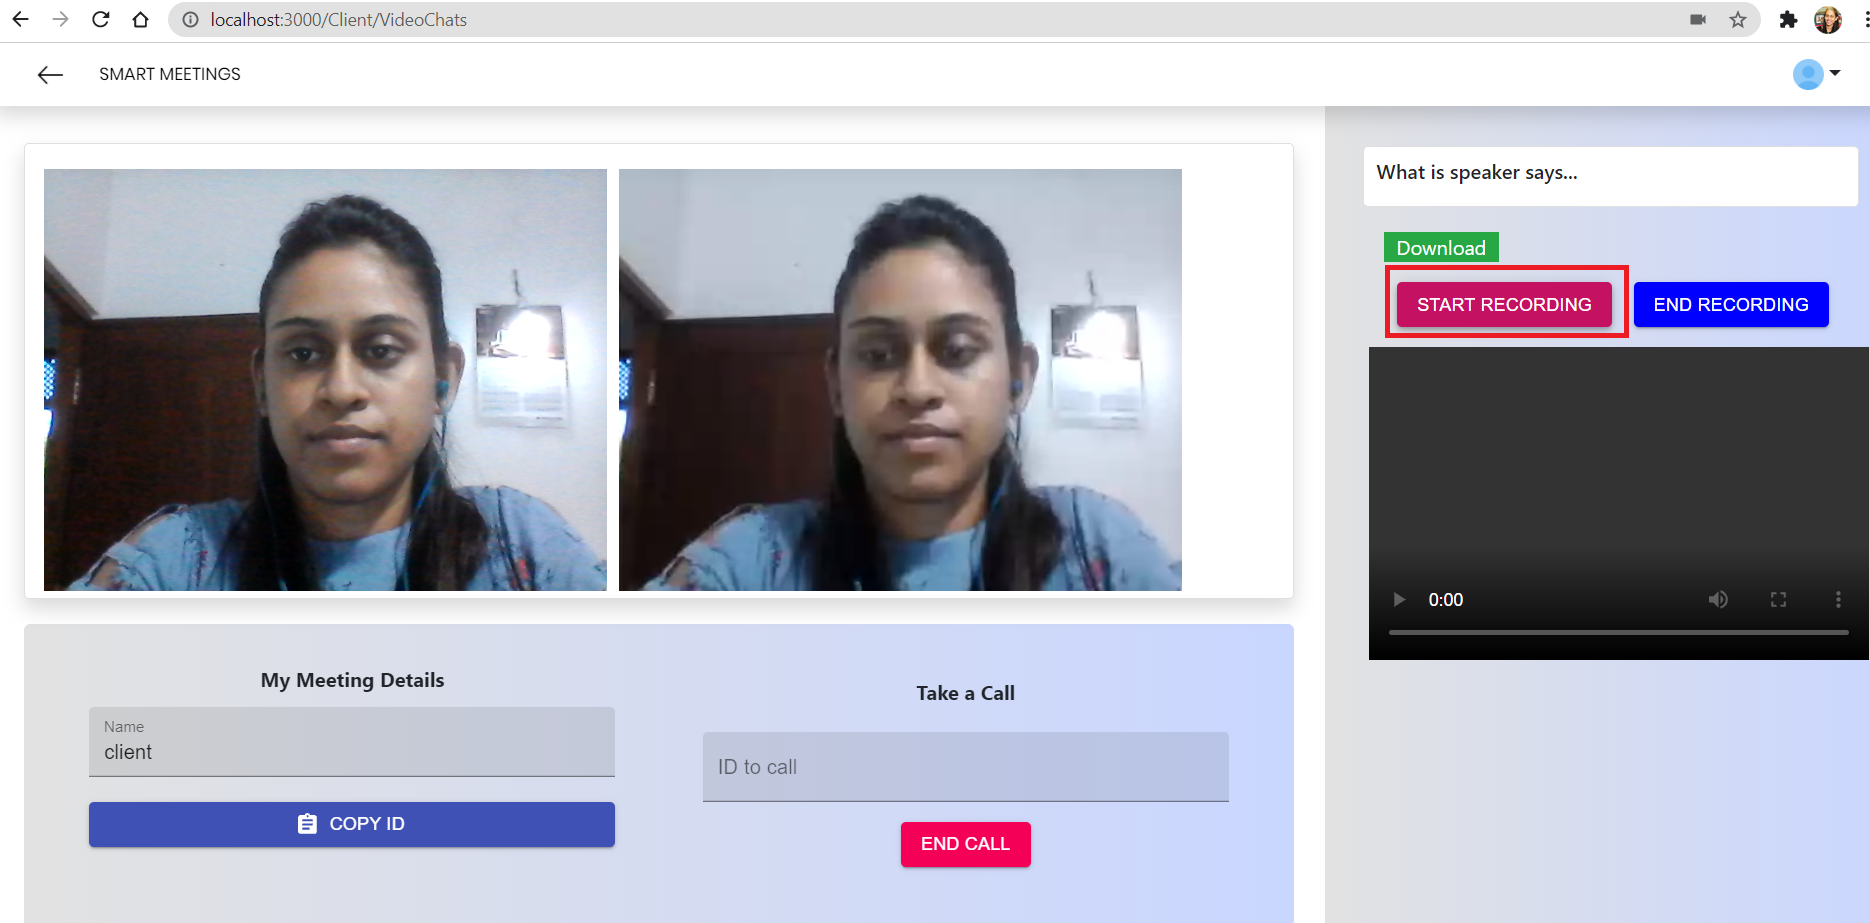 localhost:3000/Client/VideoChats
SMART MEETINGS
What is speaker says...
Download
START RECORDING
END RECORDING
0:00
My Meeting Details
Name
client
COPY ID
Take a Call
ID to call
END CALL